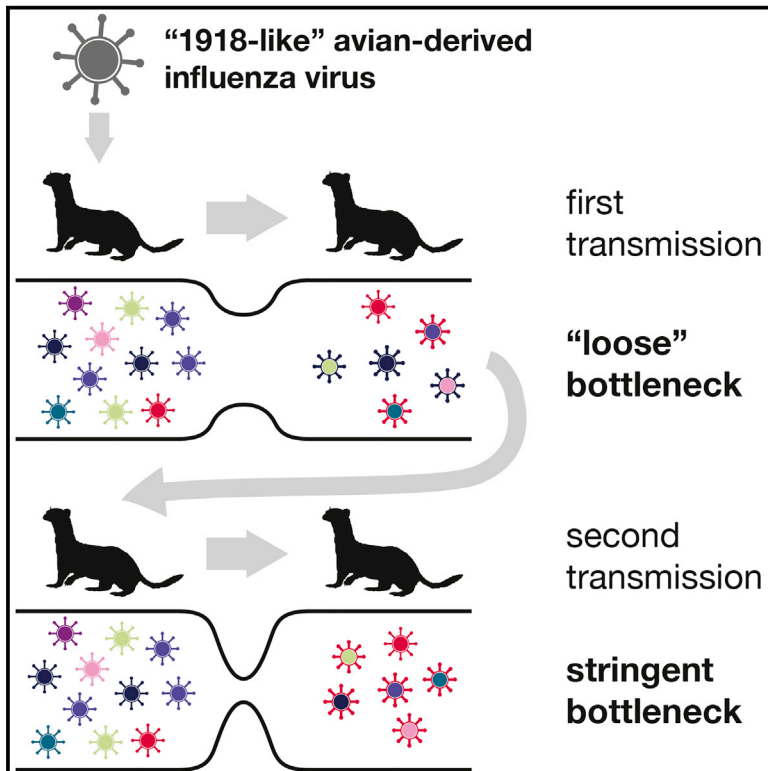 “1918-like” avian-derived
influenza virus
first
transmission
“loose”
bottleneck
second
transmission
stringent
bottleneck